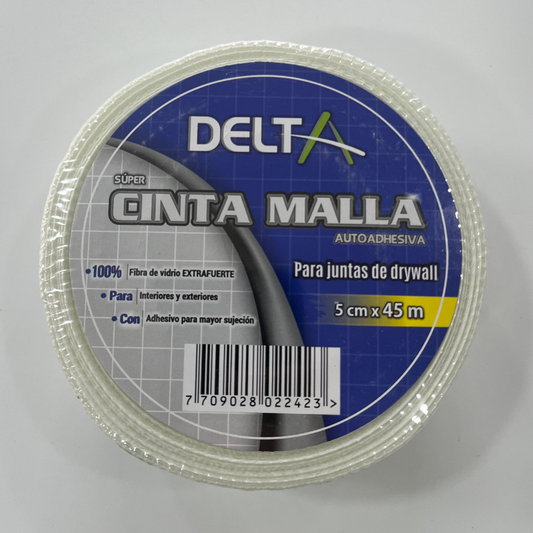 DELTA
SÚPER
CINTA MALLA
AUTOADHESIVA
Para juntas de drywall
5 cm x 45 m
•100% Fibra de vidrio EXTRAFUERTE
•Para Interiores y exteriores
•Con Adhesivo para mayor sujeción
7 709028 022423 >